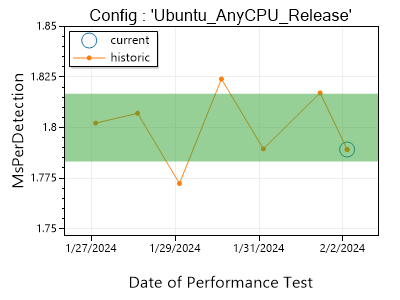 Config : 'Ubuntu_AnyCPU_Release'
1.85
current
historic
1.825
1.8
1.775
1.75
MsPerDetection
1/27/2024 1/29/2024 1/31/2024 2/2/2024
Date of Performance Test